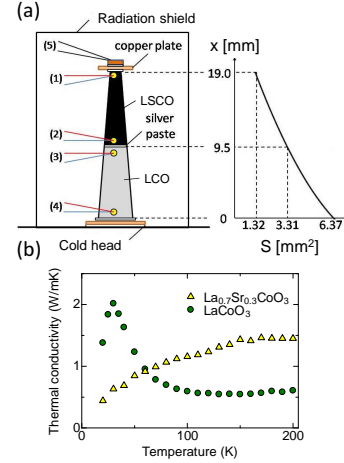 (a)
Radiation shield
(5)
copper plate
x [mm]
(1)
19.0
LSCO
silver
paste
(2)
(3)
9.5
LCO
(4)
0
1.32 3.31 6.37
Cold head
S [mm²]
(b)
Thermal conductivity (W/mK)
2
1
0
La₀.₇Sr₀.₃CoO₃
LaCoO₃
0 100 200
Temperature (K)